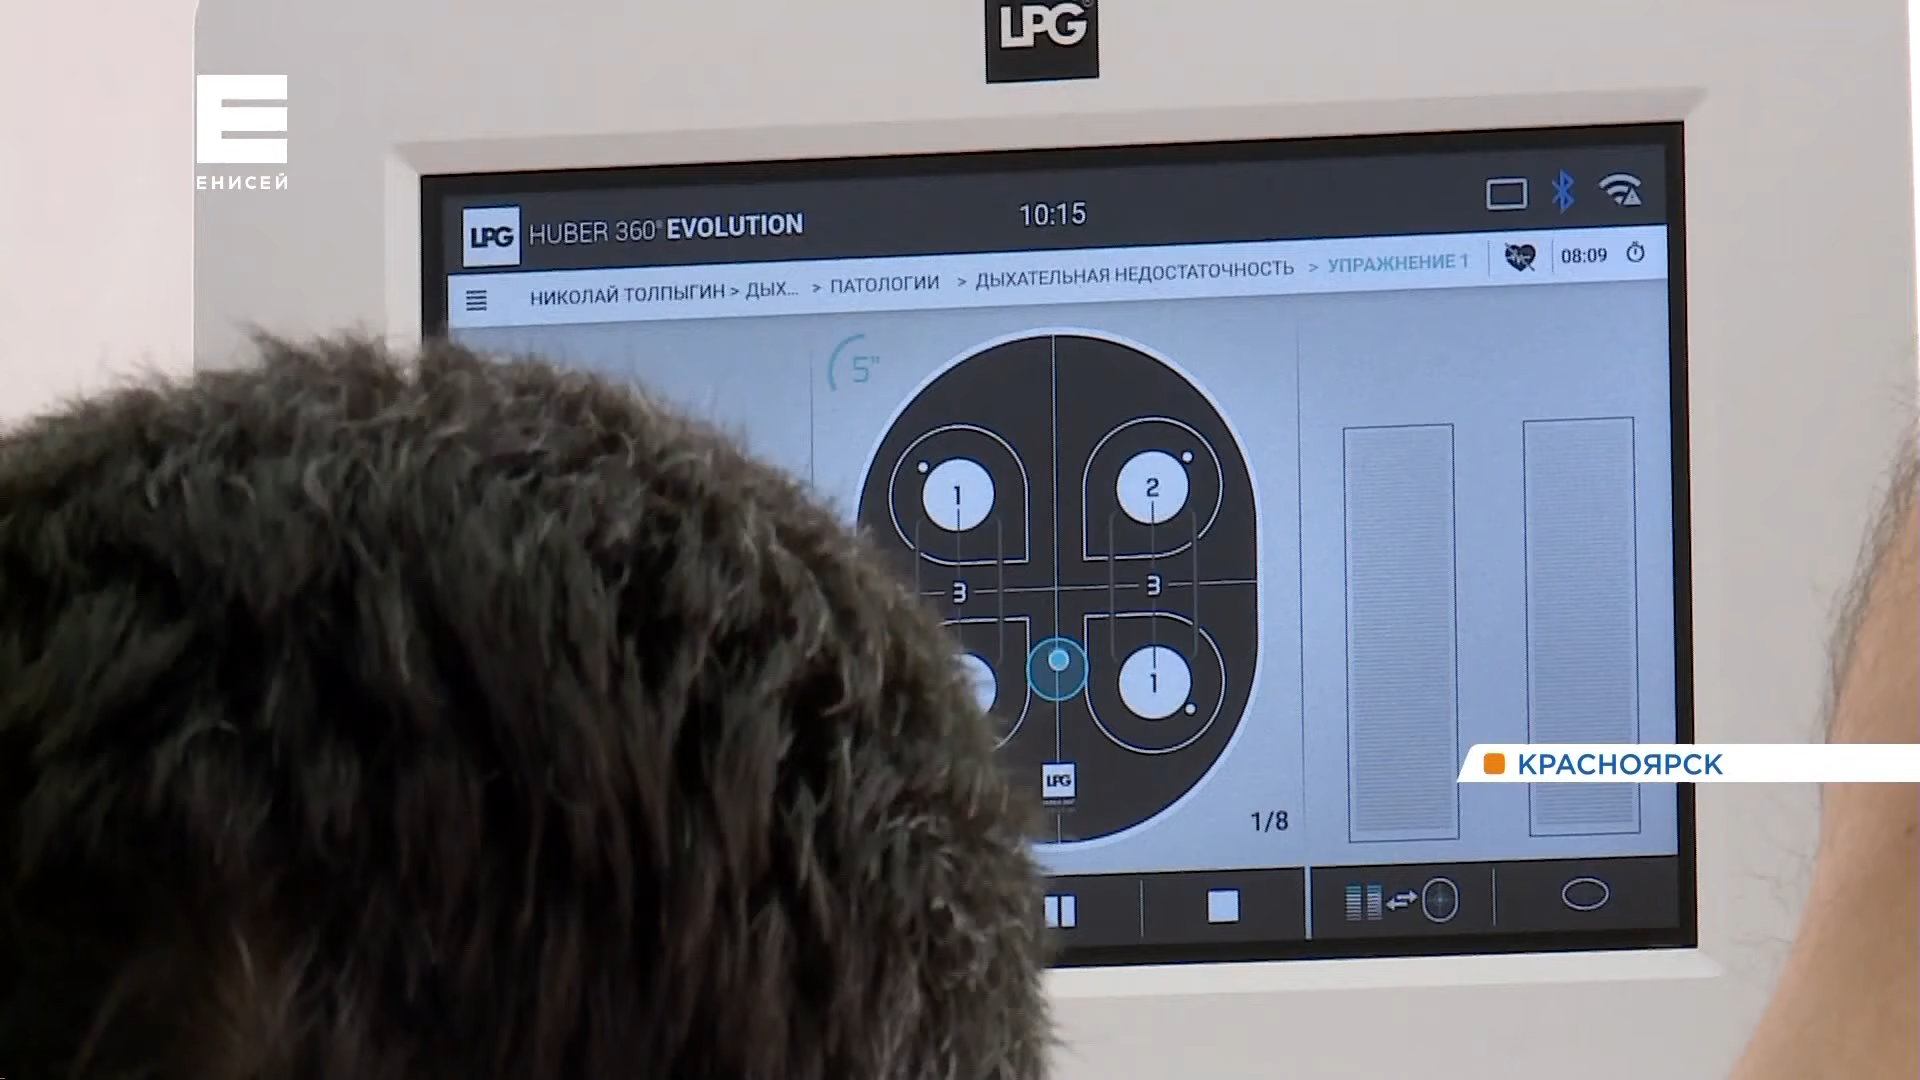 LPG
ЕНИСЕЙ
LPG HUBER 360° EVOLUTION
10:15
НИКОЛАЙ ТОЛПЫГИН > ДЫХ... > ПАТОЛОГИИ > ДЫХАТЕЛЬНАЯ НЕДОСТАТОЧНОСТЬ > УПРАЖНЕНИЕ 1
08:09
5"
1
2
3
3
1
LPG
КРАСНОЯРСК
1/8